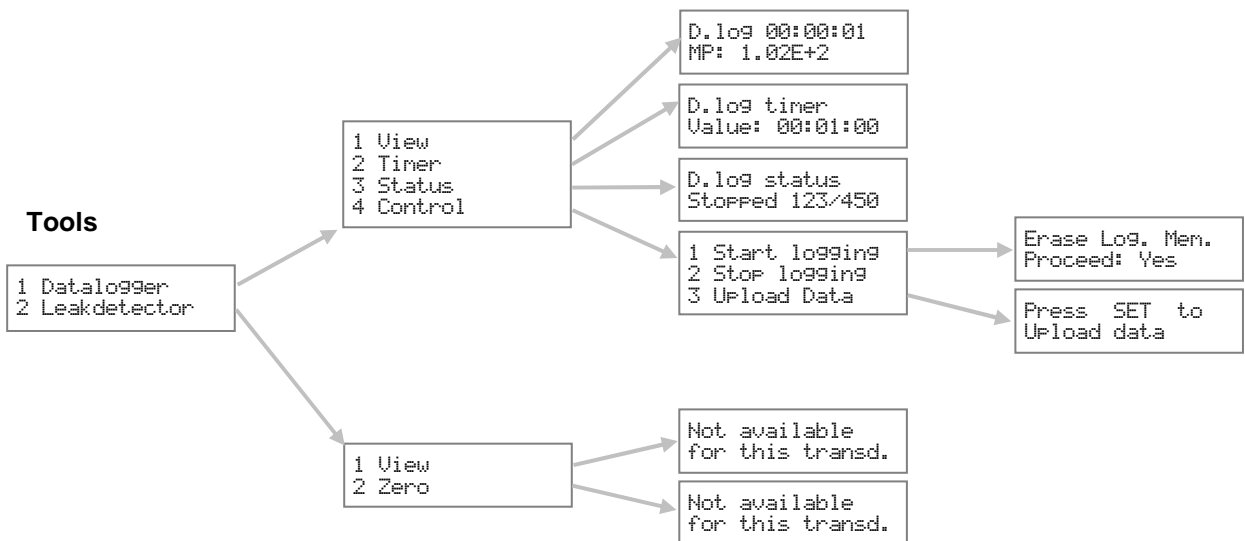 D.log 00:00:01
MP: 1.02E+2
D.log timer
Value: 00:01:00
1 View
2 Timer
3 Status
4 Control
D.log status
Stopped 123/450
Tools
1 Start logging
2 Stop logging
3 Upload Data
Erase Log. Mem.
Proceed: Yes
1 Datalogger
2 Leakdetector
Press SET to
Upload data
Not available
for this transd.
1 View
2 Zero
Not available
for this transd.